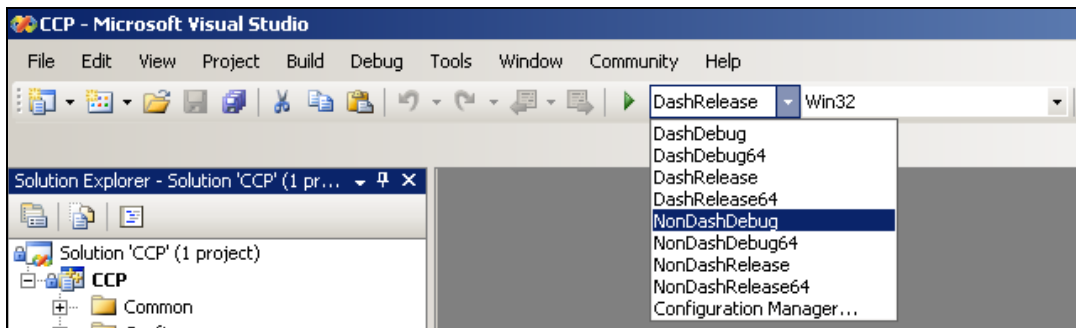 CCP - Microsoft Visual Studio
File Edit View Project Build Debug Tools Window Community Help
DashRelease Win32
DashDebug
DashDebug64
DashRelease
DashRelease64
NonDashDebug
NonDashDebug64
NonDashRelease
NonDashRelease64
Configuration Manager...
Solution Explorer - Solution 'CCP' (1 pr...
Solution 'CCP' (1 project)
CCP
Common